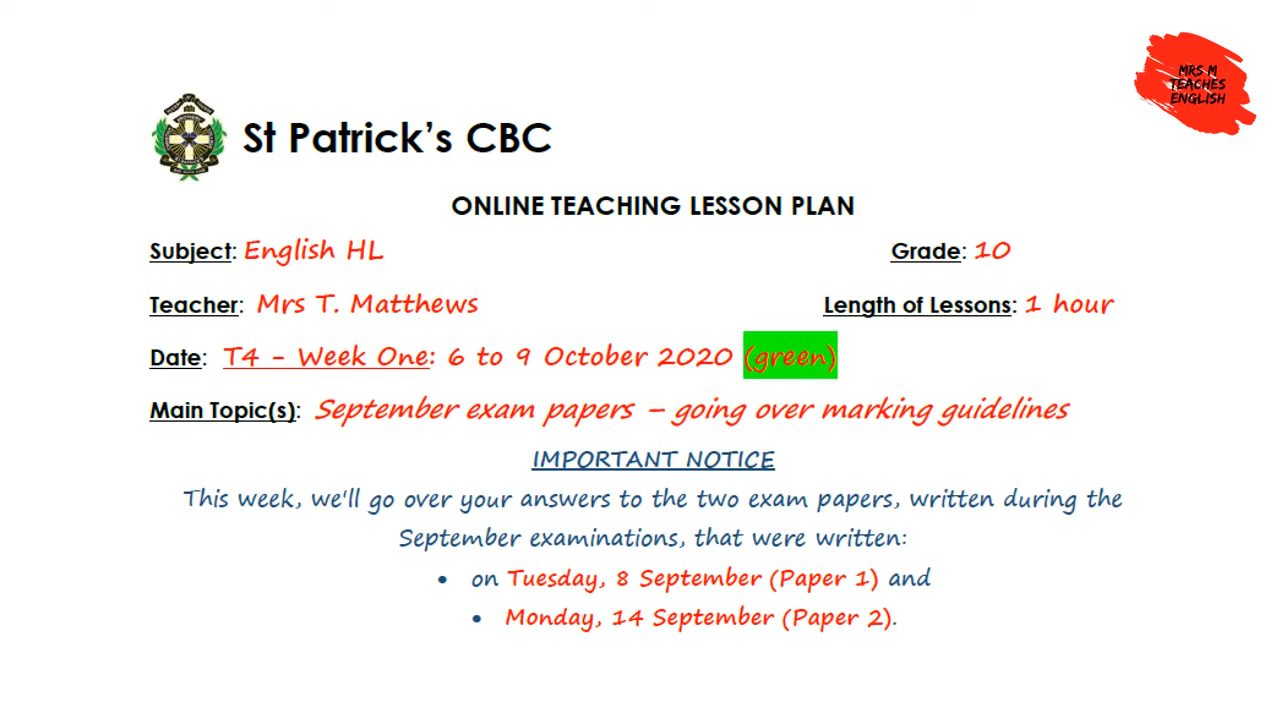 MRS M
TEACHES
ENGLISH
St Patrick's CBC
ONLINE TEACHING LESSON PLAN
Subject: English HL Grade: 10
Teacher: Mrs T. Matthews Length of Lessons: 1 hour
Date: T4 - Week One: 6 to 9 October 2020 (green)
Main Topic(s): September exam papers – going over marking guidelines
IMPORTANT NOTICE
This week, we'll go over your answers to the two exam papers, written during the
September examinations, that were written:
• on Tuesday, 8 September (Paper 1) and
• Monday, 14 September (Paper 2).